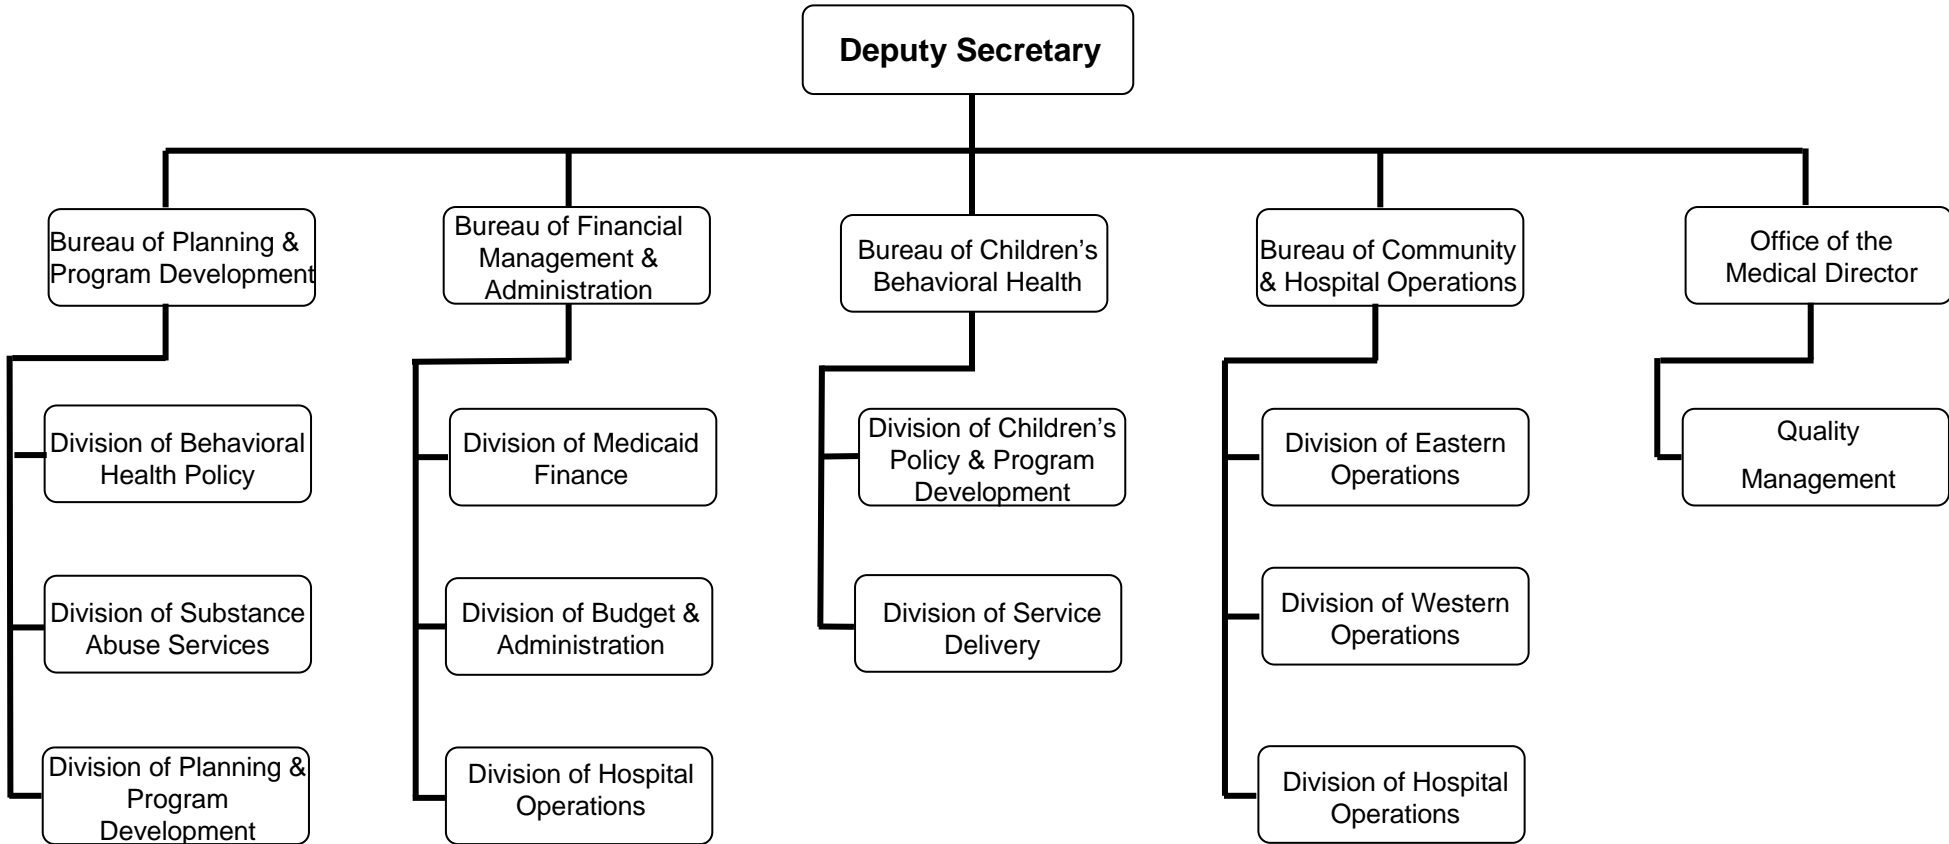 Deputy Secretary
Bureau of Planning &
Program Development
Bureau of Financial
Management &
Administration
Bureau of Children’s
Behavioral Health
Bureau of Community
& Hospital Operations
Office of the
Medical Director
Division of Behavioral
Health Policy
Division of Medicaid
Finance
Division of Children’s
Policy & Program
Development
Division of Eastern
Operations
Quality
Management
Division of Substance
Abuse Services
Division of Budget &
Administration
Division of Service
Delivery
Division of Western
Operations
Division of Planning &
Program
Development
Division of Hospital
Operations
Division of Hospital
Operations